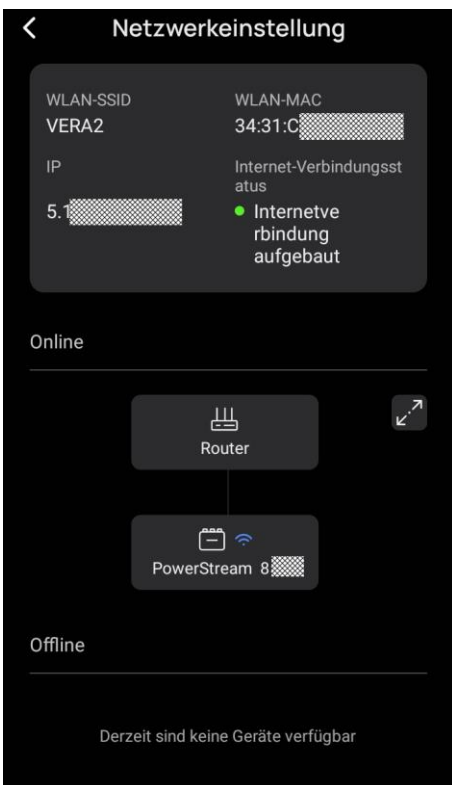 Netzwerkeinstellung
WLAN-SSID
VERA2
WLAN-MAC
34:31:C
IP
5.1
Internet-Verbindungsst
atus
Internetve
rbindung
aufgebaut
Online
Router
PowerStream 8
Offline
Derzeit sind keine Geräte verfügbar